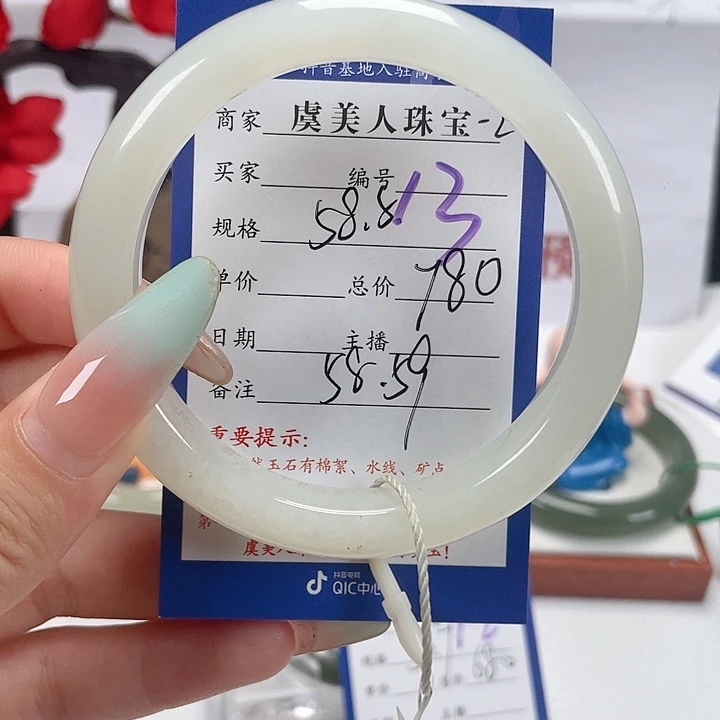 抖音基地入驻商
商家 虞美人珠宝-L
买家 编号 13
规格 58.8
单价 总价 780
日期 主播
备注 58.59
重要提示:
然玉石有棉絮、水线、矿点
第
虞美人
宝!
抖音电商
QIC中心